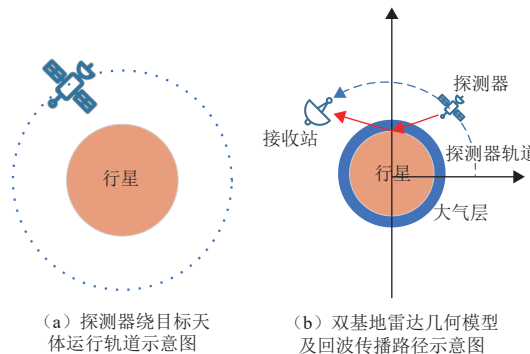 行星
（a）探测器绕目标天
体运行轨道示意图
探测器
接收站
探测器轨道
行星
大气层
（b）双基地雷达几何模型
及回波传播路径示意图